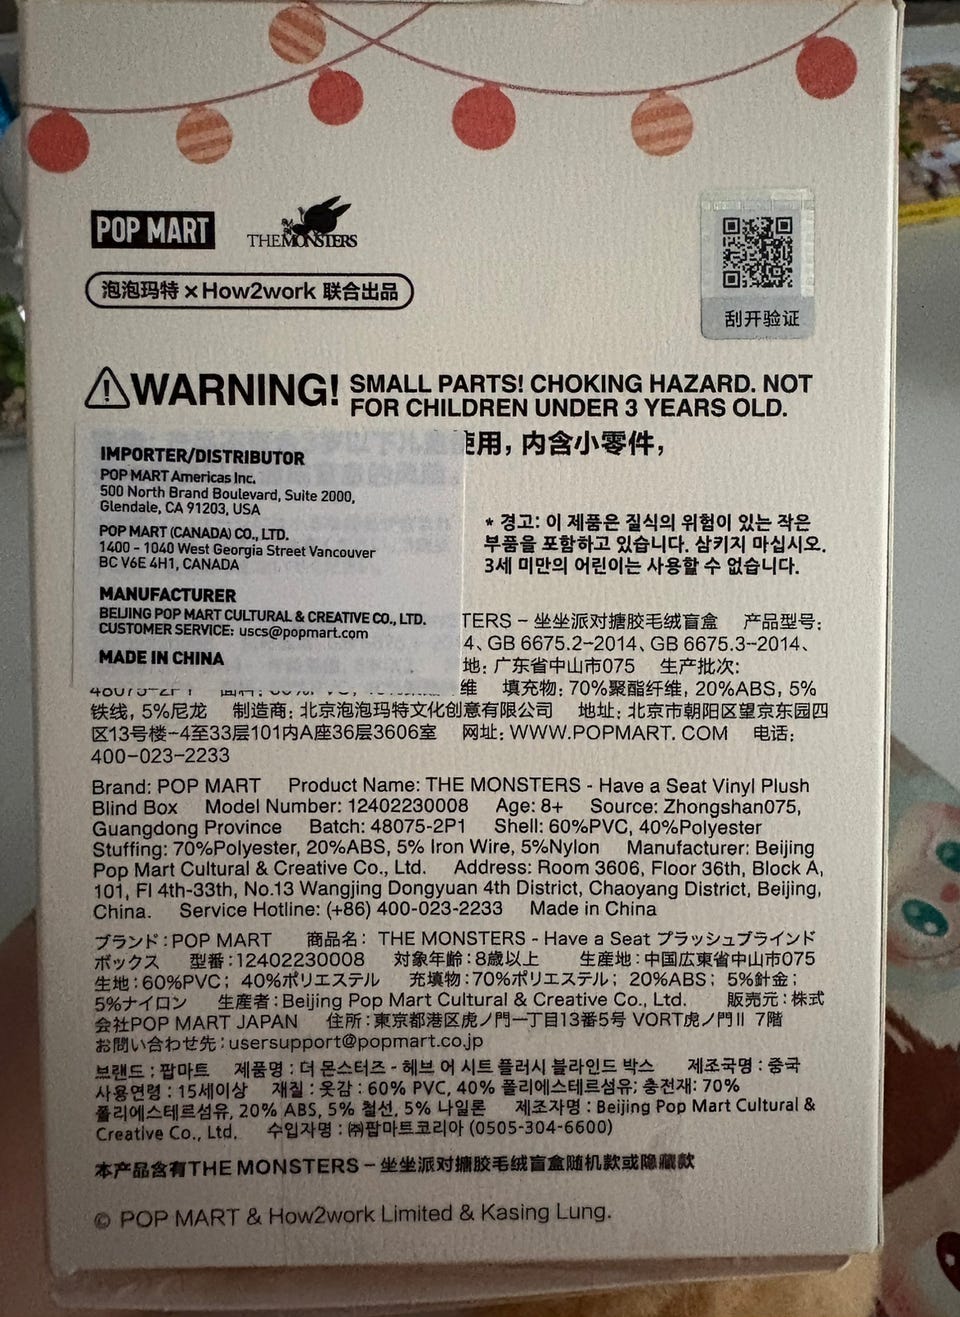 POP MART
THE MONSTERS
泡泡玛特 × How2work 联合出品
刮开验证
WARNING! SMALL PARTS! CHOKING HAZARD. NOT
FOR CHILDREN UNDER 3 YEARS OLD.
使用，内含小零件，
IMPORTER/DISTRIBUTOR
POP MART Americas Inc.
500 North Brand Boulevard, Suite 2000,
Glendale, CA 91203, USA
POP MART (CANADA) CO., LTD.
1400 - 1040 West Georgia Street Vancouver
BC V6E 4H1, CANADA
MANUFACTURER
BEIJING POP MART CULTURAL & CREATIVE CO., LTD.
CUSTOMER SERVICE: uscs@popmart.com
MADE IN CHINA
* 경고: 이 제품은 질식의 위험이 있는 작은
부품을 포함하고 있습니다. 삼키지 마십시오.
3세 미만의 어린이는 사용할 수 없습니다.
TERS - 坐坐派对搪胶毛绒盲盒 产品型号:
4、GB 6675.2-2014、GB 6675.3-2014、
地: 广东省中山市075 生产批次:
48075-2P1 维 填充物: 70%聚酯纤维, 20%ABS, 5%
铁线, 5%尼龙 制造商: 北京泡泡玛特文化创意有限公司 地址: 北京市朝阳区望京东园四
区13号楼-4至33层101内A座36层3606室 网址: WWW.POPMART. COM 电话:
400-023-2233
Brand: POP MART Product Name: THE MONSTERS - Have a Seat Vinyl Plush
Blind Box Model Number: 12402230008 Age: 8+ Source: Zhongshan075,
Guangdong Province Batch: 48075-2P1 Shell: 60%PVC, 40%Polyester
Stuffing: 70%Polyester, 20%ABS, 5% Iron Wire, 5%Nylon Manufacturer: Beijing
Pop Mart Cultural & Creative Co., Ltd. Address: Room 3606, Floor 36th, Block A,
101, Fl 4th-33th, No.13 Wangjing Dongyuan 4th District, Chaoyang District, Beijing,
China. Service Hotline: (+86) 400-023-2233 Made in China
ブランド：POP MART 商品名： THE MONSTERS - Have a Seat プラッシュブラインド
ボックス 型番：12402230008 対象年齢：8歳以上 生産地：中国広東省中山市075
生地：60%PVC； 40%ポリエステル 充填物：70%ポリエステル； 20%ABS； 5%針金；
5%ナイロン 生産者：Beijing Pop Mart Cultural & Creative Co., Ltd. 販売元：株式
会社POP MART JAPAN 住所：東京都港区虎ノ門一丁目13番5号 VORT虎ノ門Ⅱ 7階
お問い合わせ先：usersupport@popmart.co.jp
브랜드 : 팝마트 제품명 : 더 몬스터즈 - 헤브 어 시트 플러시 블라인드 박스 제조국명 : 중국
사용연령 : 15세이상 재질 : 옷감 : 60% PVC, 40% 폴리에스테르섬유; 충전재: 70%
폴리에스테르섬유, 20% ABS, 5% 철선, 5% 나일론 제조자명 : Beijing Pop Mart Cultural &
Creative Co., Ltd. 수입자명 : ㈜팝마트코리아 (0505-304-6600)
本产品含有THE MONSTERS - 坐坐派对搪胶毛绒盲盒随机款或隐藏款
© POP MART & How2work Limited & Kasing Lung.